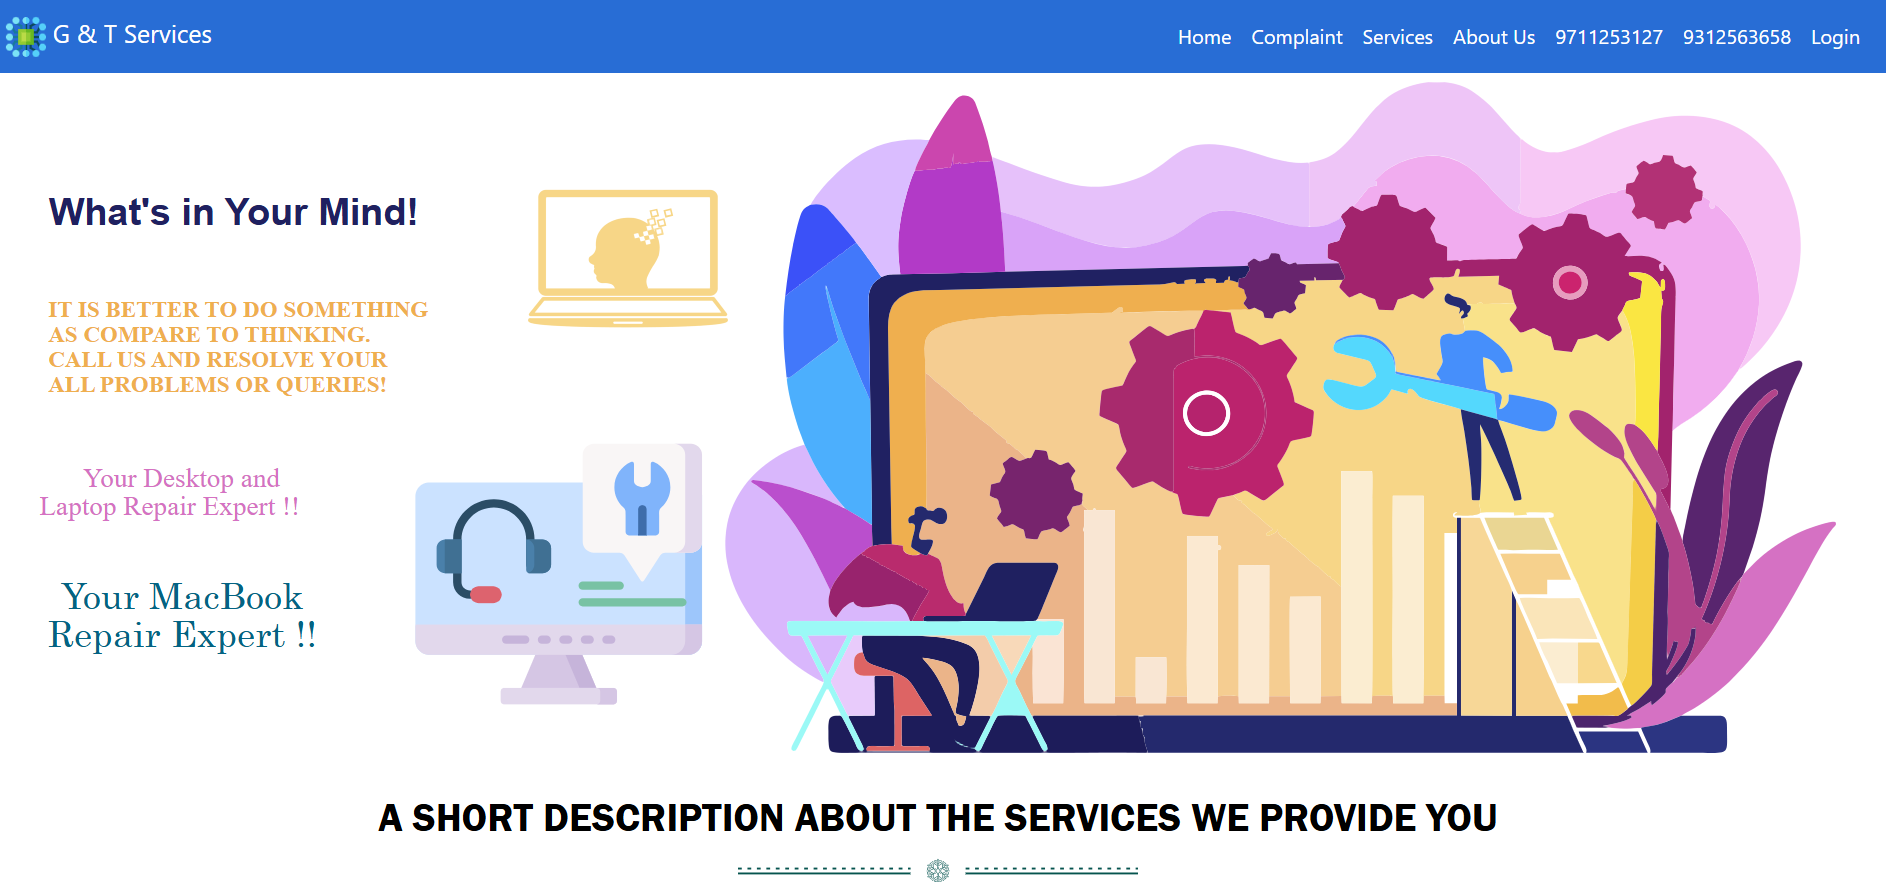 G & T Services
Home Complaint Services About Us 9711253127 9312563658 Login
What's in Your Mind!
IT IS BETTER TO DO SOMETHING
AS COMPARE TO THINKING.
CALL US AND RESOLVE YOUR
ALL PROBLEMS OR QUERIES!
Your Desktop and
Laptop Repair Expert !!
Your MacBook
Repair Expert !!
A SHORT DESCRIPTION ABOUT THE SERVICES WE PROVIDE YOU